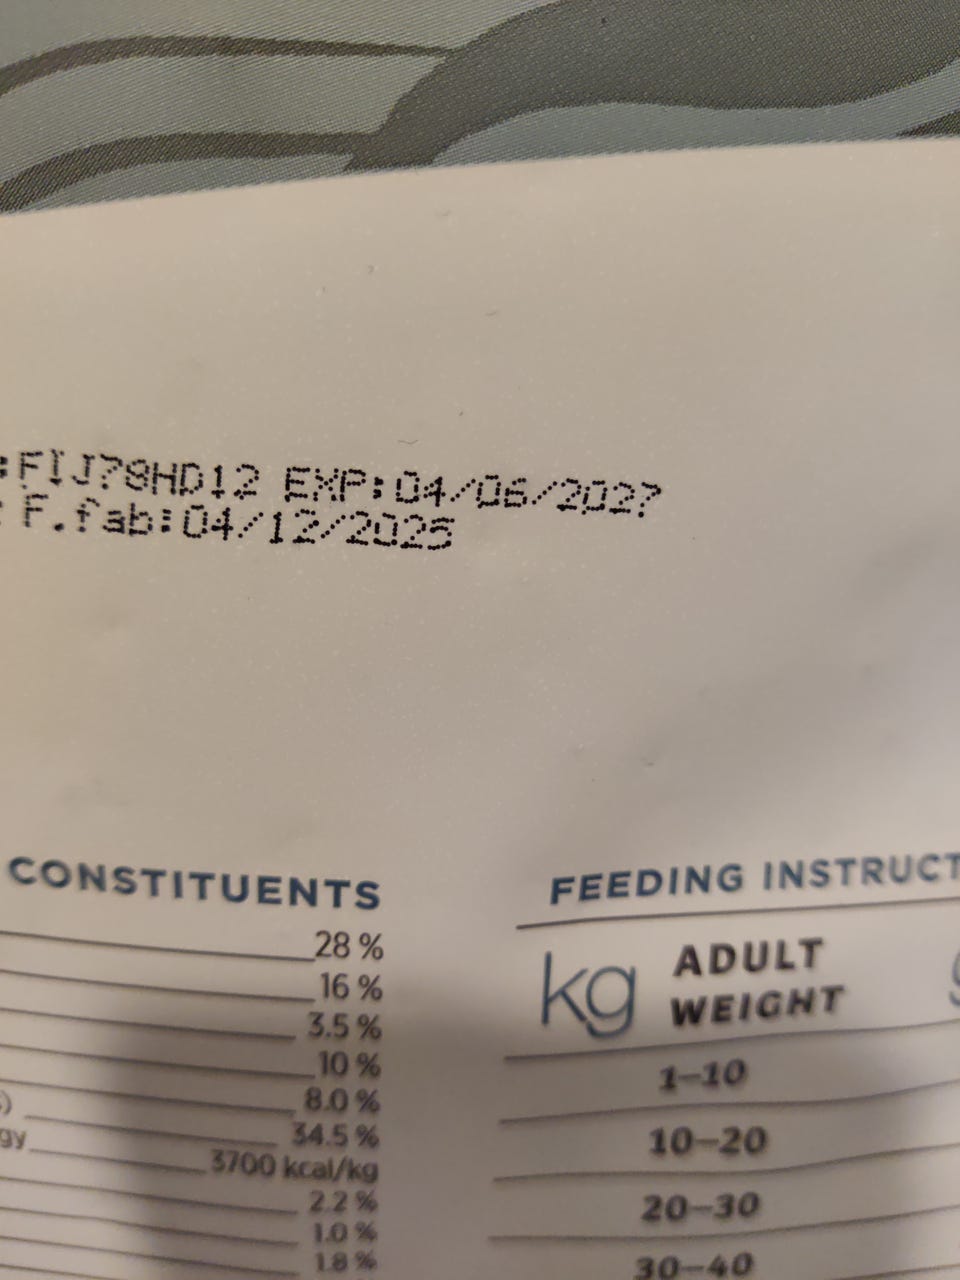 :FIJ78HD12 EXP:04/06/2027
: F.fab:04/12/2025
CONSTITUENTS
28 %
16 %
3.5 %
10 %
8.0 %
34.5 %
3700 kcal/kg
2.2 %
1.0 %
1.8 %
FEEDING INSTRUCT
kg ADULT
WEIGHT
1–10
10–20
20–30
30–40